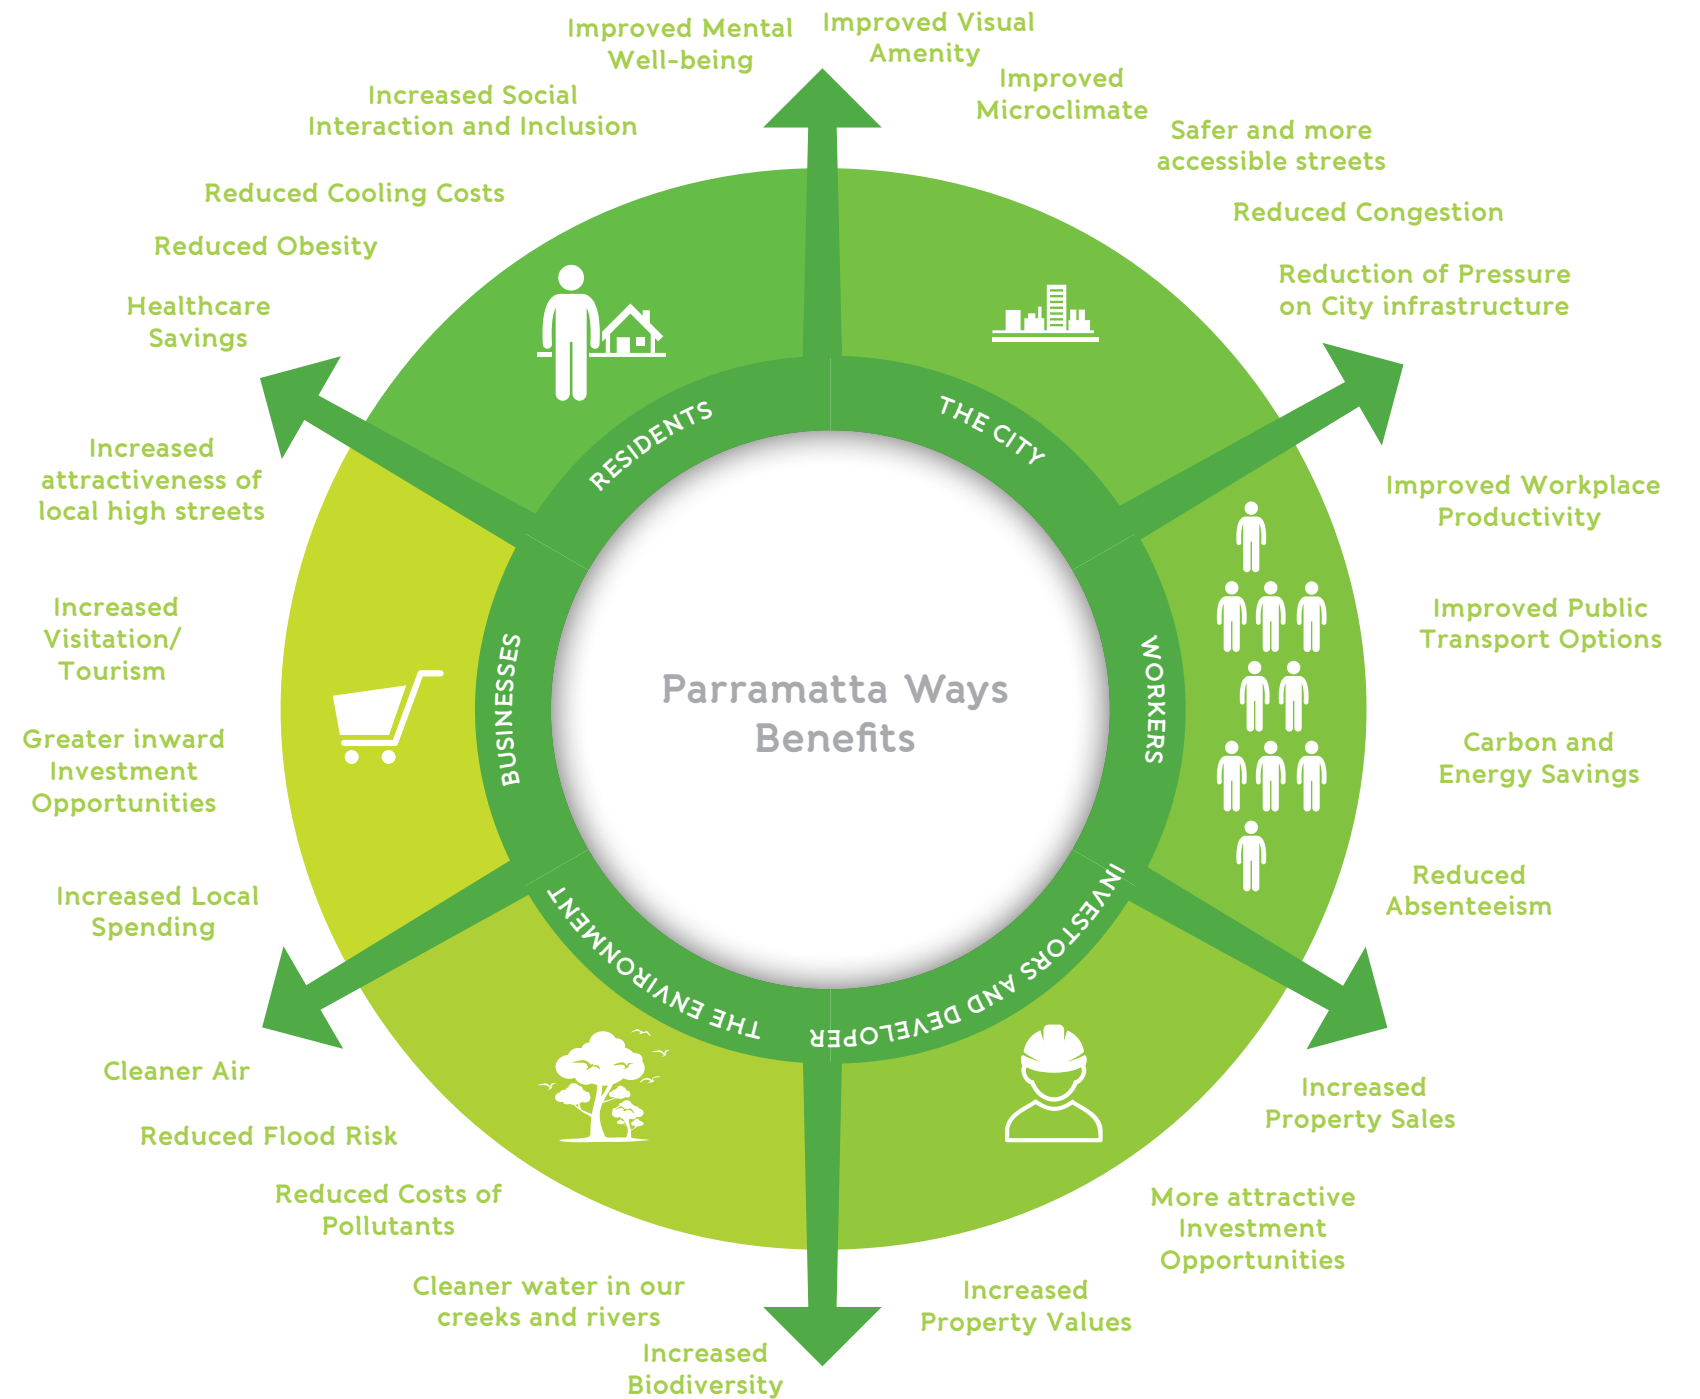 Improved Mental
Well-being
Improved Visual
Amenity
Improved
Microclimate
Safer and more
accessible streets
Reduced Congestion
Reduction of Pressure
on City infrastructure
Improved Workplace
Productivity
Improved Public
Transport Options
Carbon and
Energy Savings
Reduced
Absenteeism
Increased
Property Sales
More attractive
Investment
Opportunities
Increased
Property Values
Increased
Biodiversity
Cleaner water in our
creeks and rivers
Reduced Costs of
Pollutants
Reduced Flood Risk
Cleaner Air
Increased Local
Spending
Greater inward
Investment
Opportunities
Increased
Visitation/
Tourism
Increased
attractiveness of
local high streets
Healthcare
Savings
Reduced Obesity
Reduced Cooling Costs
Increased Social
Interaction and Inclusion
RESIDENTS
THE CITY
WORKERS
INVESTORS AND DEVELOPER
THE ENVIRONMENT
BUSINESSES
Parramatta Ways
Benefits